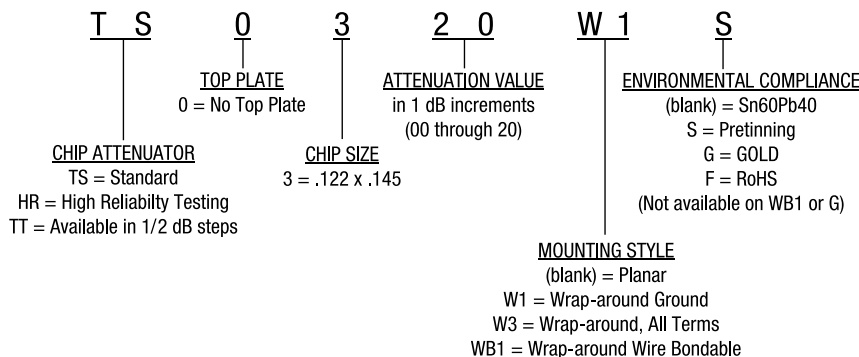 T S 0 3 2 0 W 1 S
TOP PLATE
0 = No Top Plate
ATTENUATION VALUE
in 1 dB increments
(00 through 20)
ENVIRONMENTAL COMPLIANCE
(blank) = Sn60Pb40
S = Pretinning
G = GOLD
F = RoHS
(Not available on WB1 or G)
CHIP ATTENUATOR
TS = Standard
HR = High Reliabilty Testing
TT = Available in 1/2 dB steps
CHIP SIZE
3 = .122 x .145
MOUNTING STYLE
(blank) = Planar
W1 = Wrap-around Ground
W3 = Wrap-around, All Terms
WB1 = Wrap-around Wire Bondable